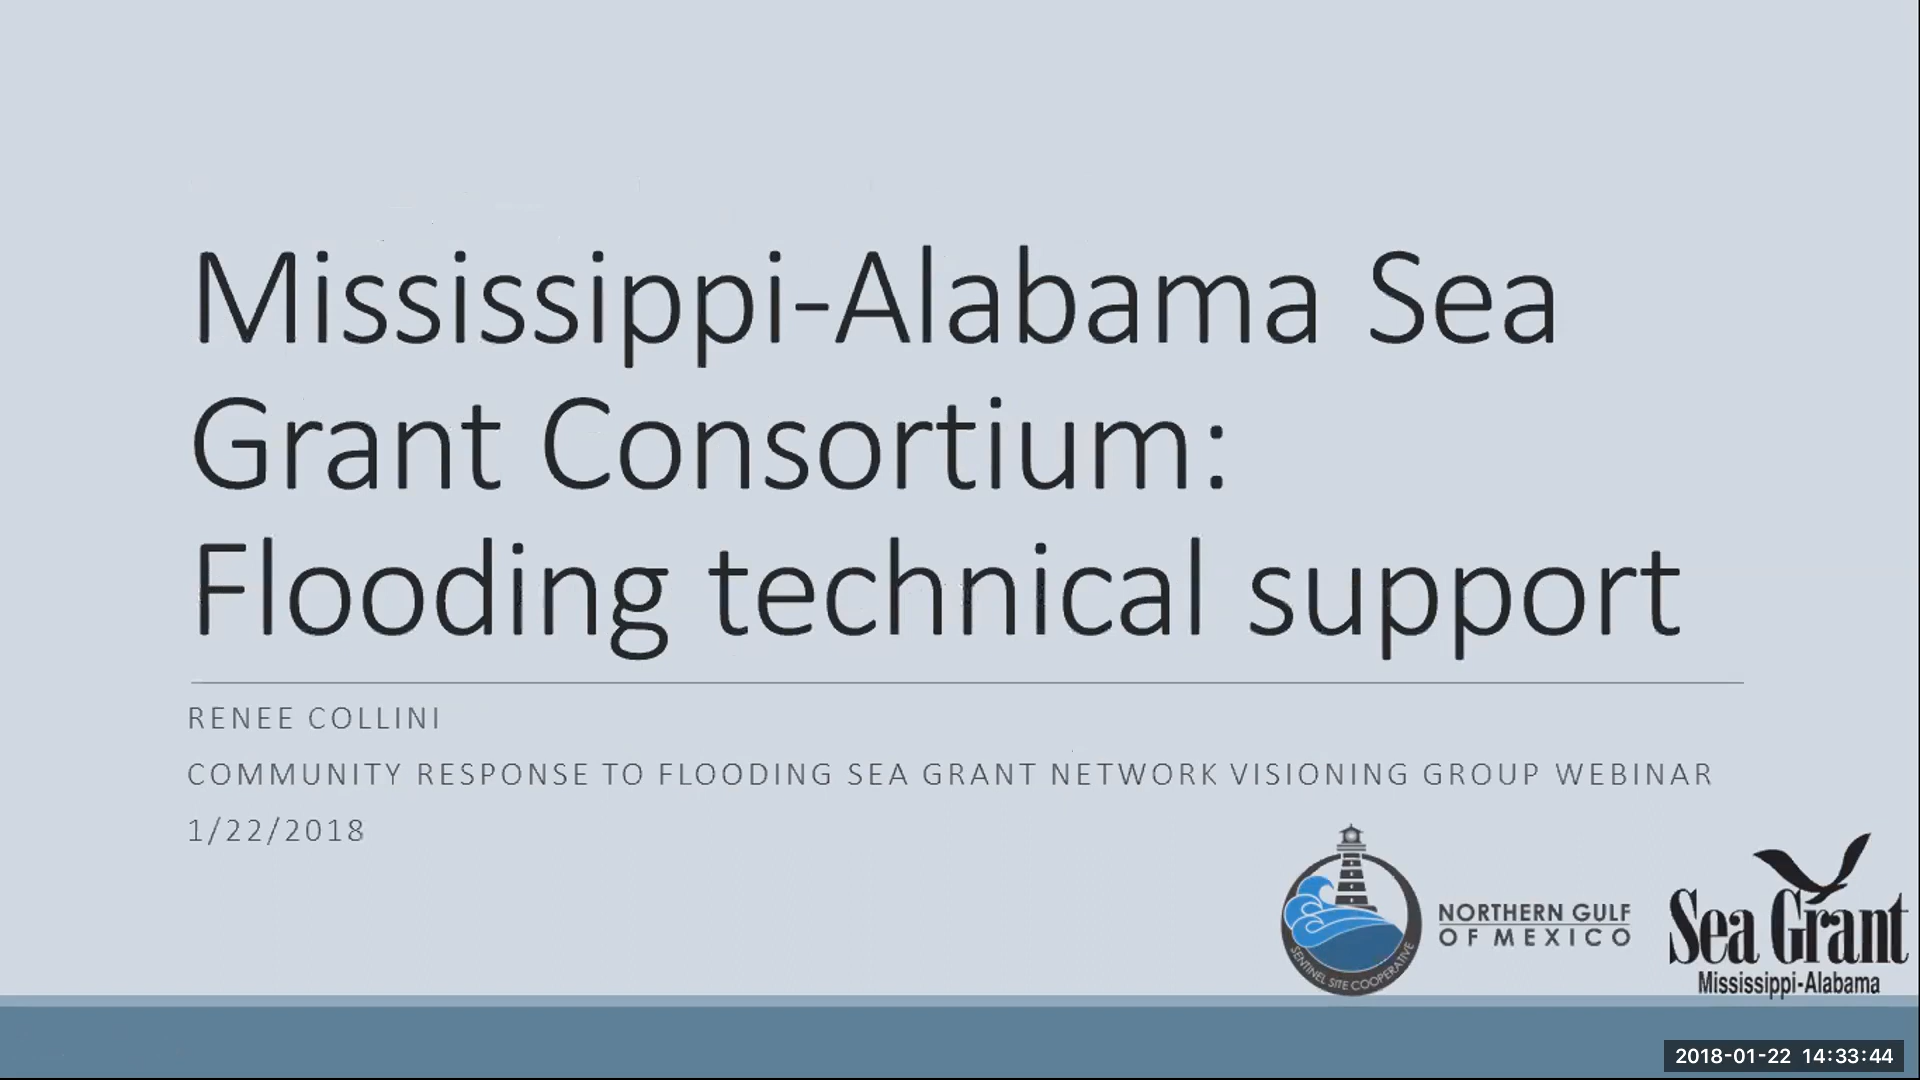 Mississippi-Alabama Sea
Grant Consortium:
Flooding technical support
RENEE COLLINI
COMMUNITY RESPONSE TO FLOODING SEA GRANT NETWORK VISIONING GROUP WEBINAR
1/22/2018
SENTINEL SITE COOPERATIVE
NORTHERN GULF
OF MEXICO
Sea Grant
Mississippi-Alabama
2018-01-22 14:33:44